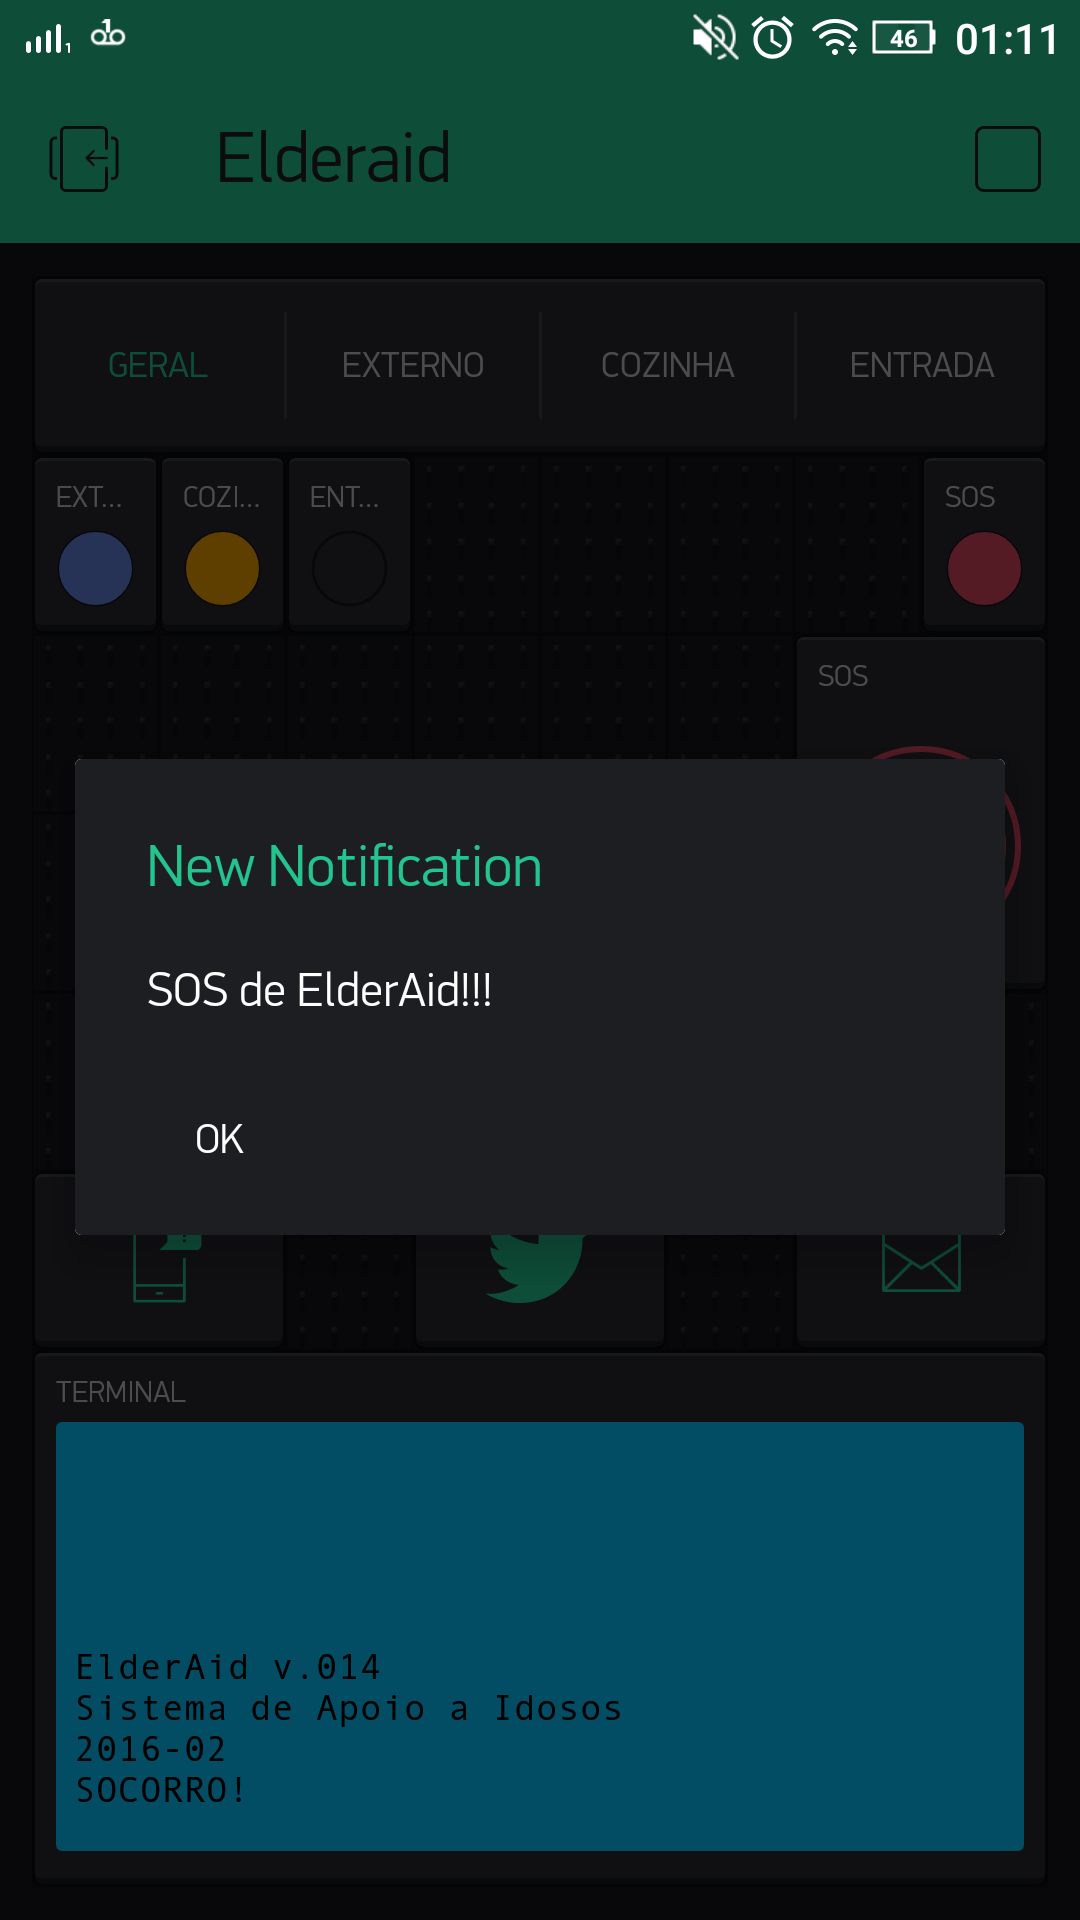 1 46 01:11
Elderaid
GERAL EXTERNO COZINHA ENTRADA
EXT... COZI... ENT... SOS
SOS
New Notification
SOS de ElderAid!!!
OK
TERMINAL
ElderAid v.014
Sistema de Apoio a Idosos
2016-02
SOCORRO!